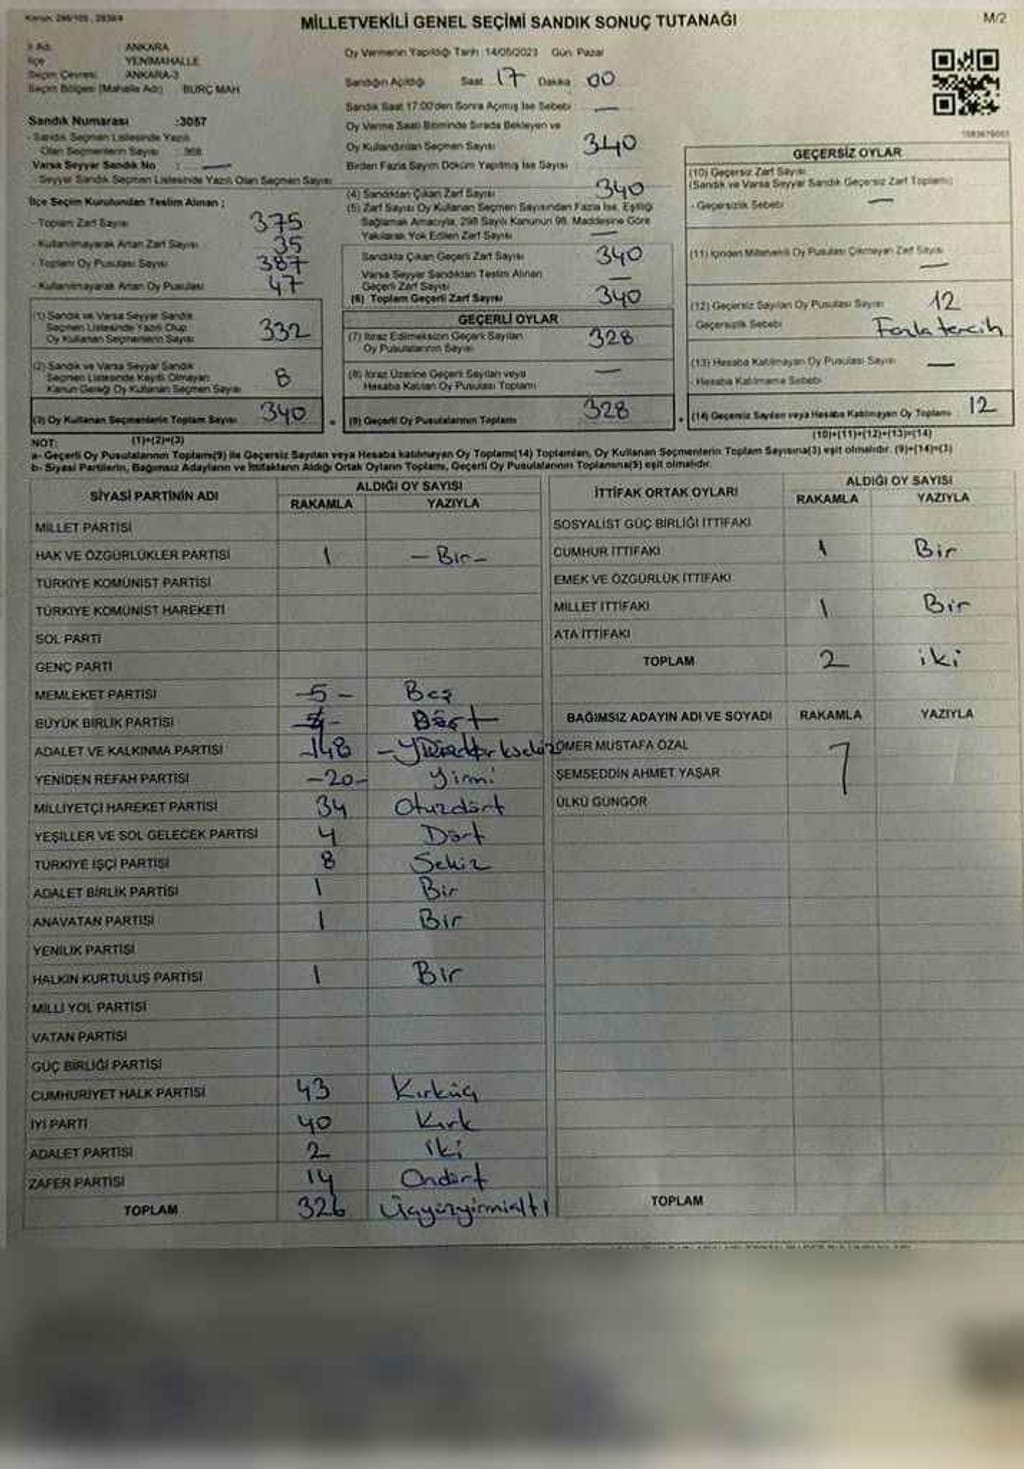 MİLLETVEKİLİ GENEL SEÇİMİ SANDIK SONUÇ TUTANAĞI
M/2
İl Adı: ANKARA
İlçe YENİMAHALLE
Seçim Çevresi: ANKARA-3
Seçim Bölgesi (Mahalle Adı) BURÇ MAH
Sandık Numarası :3057
- Sandık Seçmen Listesinde Yazılı
Olan Seçmenlerin Sayısı 368
Varsa Seyyar Sandık No : —
- Seyyar Sandık Seçmen Listesinde Yazılı Olan Seçmen Sayısı
İlçe Seçim Kurulundan Teslim Alınan ;
- Toplam Zarf Sayısı 375
- Kullanılmayarak Artan Zarf Sayısı 35
- Toplam Oy Pusulası Sayısı 387
- Kullanılmayarak Artan Oy Pusulası 47
(1) Sandık ve Varsa Seyyar Sandık
Seçmen Listesinde Yazılı Olup
Oy Kullanan Seçmenlerin Sayısı 332
(2) Sandık ve Varsa Seyyar Sandık
Seçmen Listesinde Kayıtlı Olmayan
Kanun Gereği Oy Kullanan Seçmen Sayısı 8
(3) Oy Kullanan Seçmenlerin Toplam Sayısı 340
(1)+(2)=(3)
Oy Vermenin Yapıldığı Tarih :14/05/2023 Gün: Pazar
Sandığın Açıldığı Saat 17 Dakika 00
Sandık Saat 17:00'den Sonra Açılmış İse Sebebi —
Oy Verme Saati Bitiminde Sırada Bekleyen ve
Oy Kullandırılan Seçmen Sayısı 340
Birden Fazla Sayım Döküm Yapılmış İse Sayısı
(4) Sandıktan Çıkan Zarf Sayısı 340
(5) Zarf Sayısı Oy Kullanan Seçmen Sayısından Fazla İse, Eşitliği
Sağlamak Amacıyla, 298 Sayılı Kanunun 98. Maddesine Göre
Yakılarak Yok Edilen Zarf Sayısı —
Sandıkta Çıkan Geçerli Zarf Sayısı 340
Varsa Seyyar Sandıktan Teslim Alınan
Geçerli Zarf Sayısı —
(6) Toplam Geçerli Zarf Sayısı 340
GEÇERLİ OYLAR
(7) İtiraz Edilmeksizin Geçerli Sayılan
Oy Pusulalarının Sayısı 328
(8) İtiraz Üzerine Geçerli Sayılan veya
Hesaba Katılan Oy Pusulası Toplamı —
(9) Geçerli Oy Pusulalarının Toplamı 328
GEÇERSİZ OYLAR
(10) Geçersiz Zarf Sayısı
(Sandık ve Varsa Seyyar Sandık Geçersiz Zarf Toplamı)
- Geçersizlik Sebebi —
(11) İçinden Milletvekili Oy Pusulası Çıkmayan Zarf Sayısı —
(12) Geçersiz Sayılan Oy Pusulası Sayısı 12
- Geçersizlik Sebebi Fazla tercih
(13) Hesaba Katılmayan Oy Pusulası Sayısı —
- Hesaba Katılmama Sebebi
(14) Geçersiz Sayılan veya Hesaba Katılmayan Oy Toplamı 12
(10)+(11)+(12)+(13)=(14)
NOT:
a- Geçerli Oy Pusulalarının Toplamı(9) ile Geçersiz Sayılan veya Hesaba katılmayan Oy Toplamı(14) Toplamları, Oy Kullanan Seçmenlerin Toplam Sayısına(3) eşit olmalıdır. (9)+(14)=(3)
b- Siyasi Partilerin, Bağımsız Adayların ve İttifakların Aldığı Ortak Oyların Toplamı, Geçerli Oy Pusulalarının Toplamına(9) eşit olmalıdır.
SİYASİ PARTİNİN ADI ALDIĞI OY SAYISI
RAKAMLA YAZIYLA
MİLLET PARTİSİ
HAK VE ÖZGÜRLÜKLER PARTİSİ 1 - Bir -
TÜRKİYE KOMÜNİST PARTİSİ
TÜRKİYE KOMÜNİST HAREKETİ
SOL PARTİ
GENÇ PARTİ
MEMLEKET PARTİSİ -5- Beş
BÜYÜK BİRLİK PARTİSİ -4- Dört
ADALET VE KALKINMA PARTİSİ 148
YENİDEN REFAH PARTİSİ -20- Yirmi
MİLLİYETÇİ HAREKET PARTİSİ 34 Otuzdört
YEŞİLLER VE SOL GELECEK PARTİSİ 4 Dört
TÜRKİYE İŞÇİ PARTİSİ 8 Sekiz
ADALET BİRLİK PARTİSİ 1 Bir
ANAVATAN PARTİSİ 1 Bir
YENİLİK PARTİSİ
HALKIN KURTULUŞ PARTİSİ 1 Bir
MİLLİ YOL PARTİSİ
VATAN PARTİSİ
GÜÇ BİRLİĞİ PARTİSİ
CUMHURİYET HALK PARTİSİ 43 Kırküç
İYİ PARTİ 40 Kırk
ADALET PARTİSİ 2 iki
ZAFER PARTİSİ 14 Ondört
TOPLAM 326 Üçyüzyirmialtı
İTTİFAK ORTAK OYLARI ALDIĞI OY SAYISI
RAKAMLA YAZIYLA
SOSYALİST GÜÇ BİRLİĞİ İTTİFAKI
CUMHUR İTTİFAKI 1 Bir
EMEK VE ÖZGÜRLÜK İTTİFAKI
MİLLET İTTİFAKI 1 Bir
ATA İTTİFAKI
TOPLAM 2 iki
BAĞIMSIZ ADAYIN ADI VE SOYADI RAKAMLA YAZIYLA
ÖMER MUSTAFA ÖZAL
ŞEMSEDDİN AHMET YAŞAR
ÜLKÜ GÜNGÖR
TOPLAM